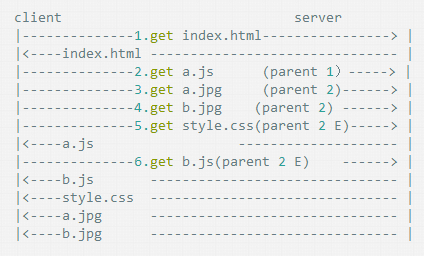 client                                server
|-------------1.get index.html----------------> |
|<----index.html ------------------------------ |
|-------------2.get a.js      (parent 1) -----> |
|-------------3.get a.jpg     (parent 2)------> |
|-------------4.get b.jpg    (parent 2) ------> |
|-------------5.get style.css(parent 2 E)-----> |
|<----a.js                 -------------------- |
|-------------6.get b.js(parent 2 E)    ------> |
|<----b.js      ------------------------------- |
|<----style.css ------------------------------- |
|<----a.jpg     ------------------------------- |
|<----b.jpg     ------------------------------- |